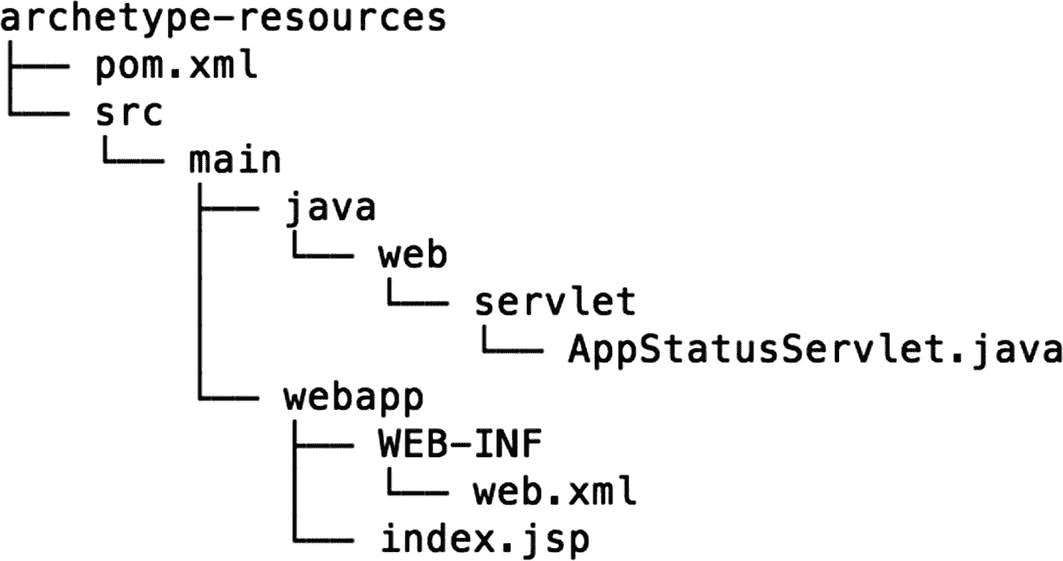 archetype-resources
├── pom.xml
└── src
    └── main
        ├── java
        │   └── web
        │       └── servlet
        │           └── AppStatusServlet.java
        └── webapp
            ├── WEB-INF
            │   └── web.xml
            └── index.jsp